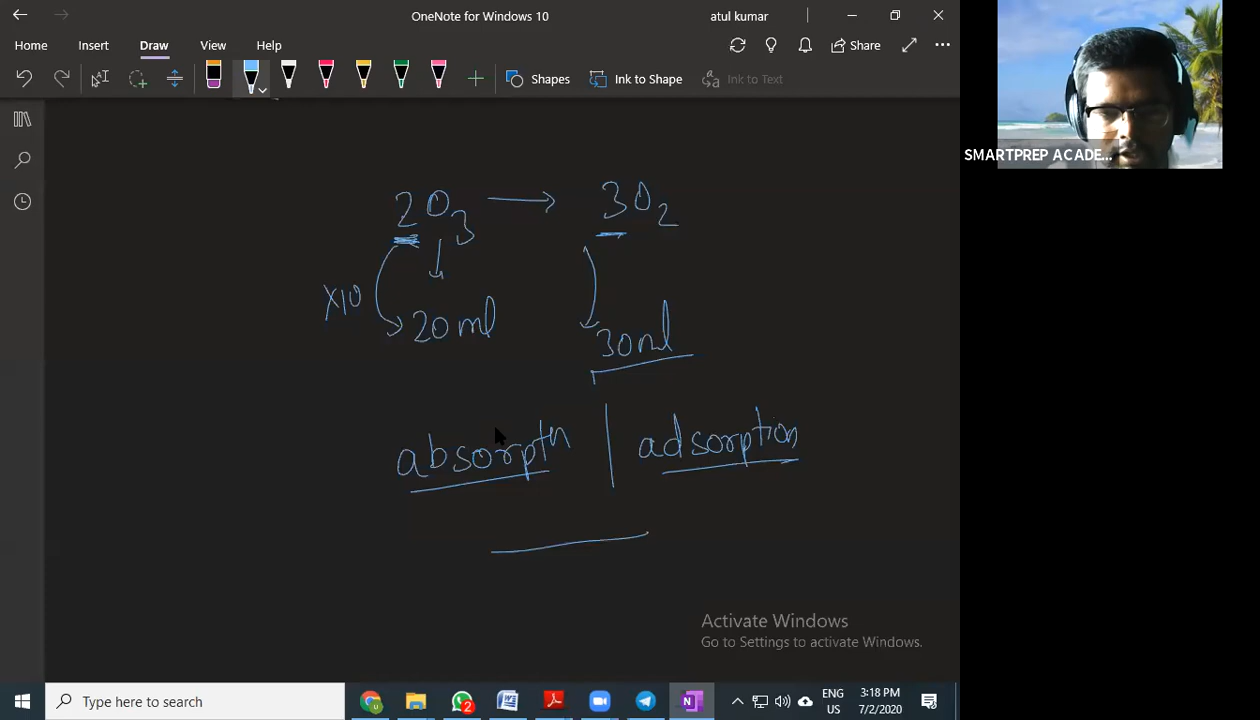 OneNote for Windows 10
atul kumar
Home Insert Draw View Help
Share
Shapes Ink to Shape Ink to Text
SMARTPREP ACADE...
2O3 → 3O2
X10
20ml
30ml
absorptn | adsorption
Activate Windows
Go to Settings to activate Windows.
Type here to search
2
ENG
US
3:18 PM
7/2/2020